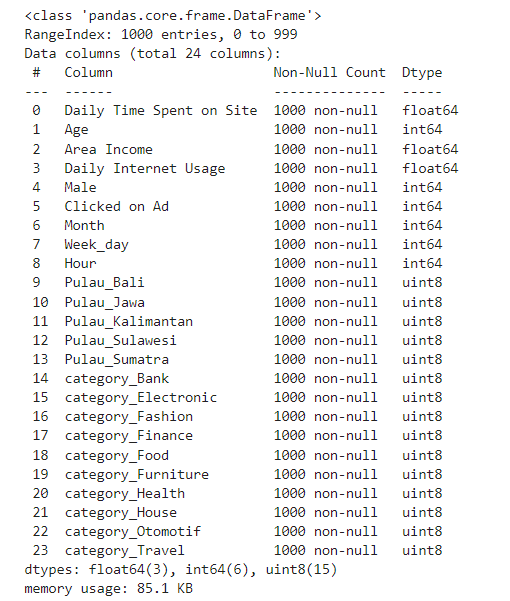 <class 'pandas.core.frame.DataFrame'>
RangeIndex: 1000 entries, 0 to 999
Data columns (total 24 columns):
 #   Column                    Non-Null Count  Dtype
---  ------                    --------------  -----
 0   Daily Time Spent on Site  1000 non-null   float64
 1   Age                       1000 non-null   int64
 2   Area Income               1000 non-null   float64
 3   Daily Internet Usage      1000 non-null   float64
 4   Male                      1000 non-null   int64
 5   Clicked on Ad             1000 non-null   int64
 6   Month                     1000 non-null   int64
 7   Week_day                  1000 non-null   int64
 8   Hour                      1000 non-null   int64
 9   Pulau_Bali                1000 non-null   uint8
 10  Pulau_Jawa                1000 non-null   uint8
 11  Pulau_Kalimantan          1000 non-null   uint8
 12  Pulau_Sulawesi            1000 non-null   uint8
 13  Pulau_Sumatra             1000 non-null   uint8
 14  category_Bank             1000 non-null   uint8
 15  category_Electronic       1000 non-null   uint8
 16  category_Fashion          1000 non-null   uint8
 17  category_Finance          1000 non-null   uint8
 18  category_Food             1000 non-null   uint8
 19  category_Furniture        1000 non-null   uint8
 20  category_Health           1000 non-null   uint8
 21  category_House            1000 non-null   uint8
 22  category_Otomotif         1000 non-null   uint8
 23  category_Travel           1000 non-null   uint8
dtypes: float64(3), int64(6), uint8(15)
memory usage: 85.1 KB